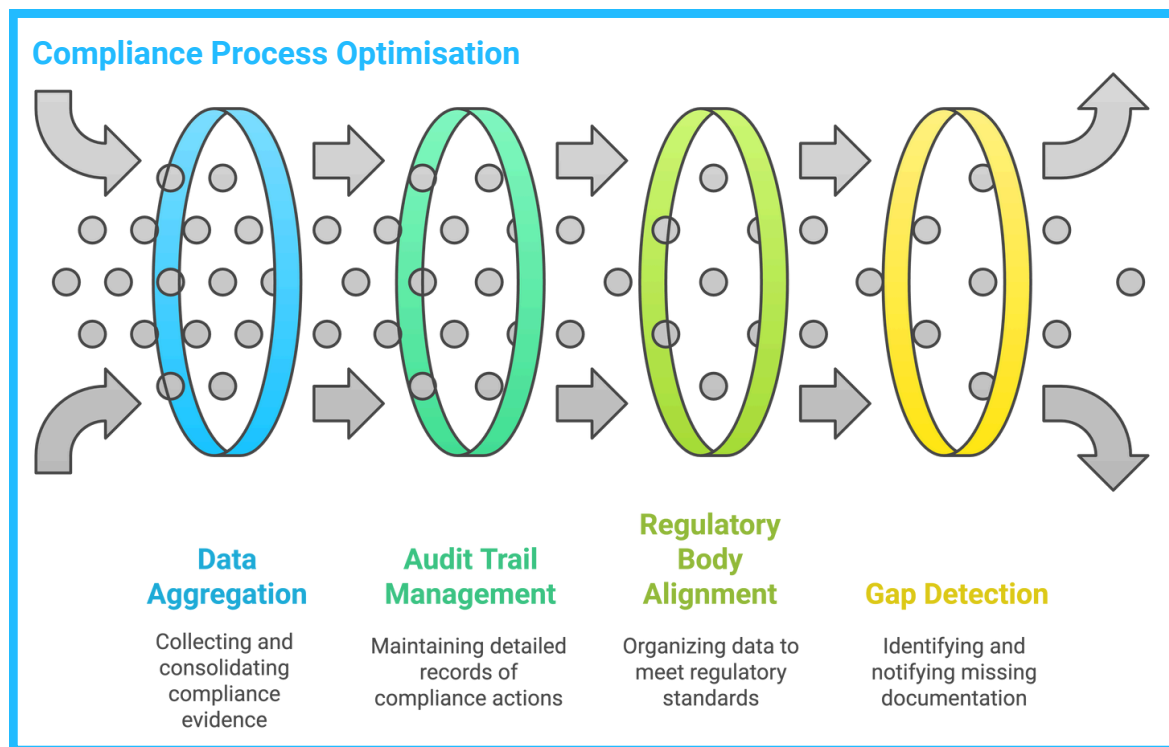 Compliance Process Optimisation
Data
Aggregation
Collecting and
consolidating
compliance
evidence
Audit Trail
Management
Maintaining detailed
records of
compliance actions
Regulatory
Body
Alignment
Organizing data to
meet regulatory
standards
Gap Detection
Identifying and
notifying missing
documentation